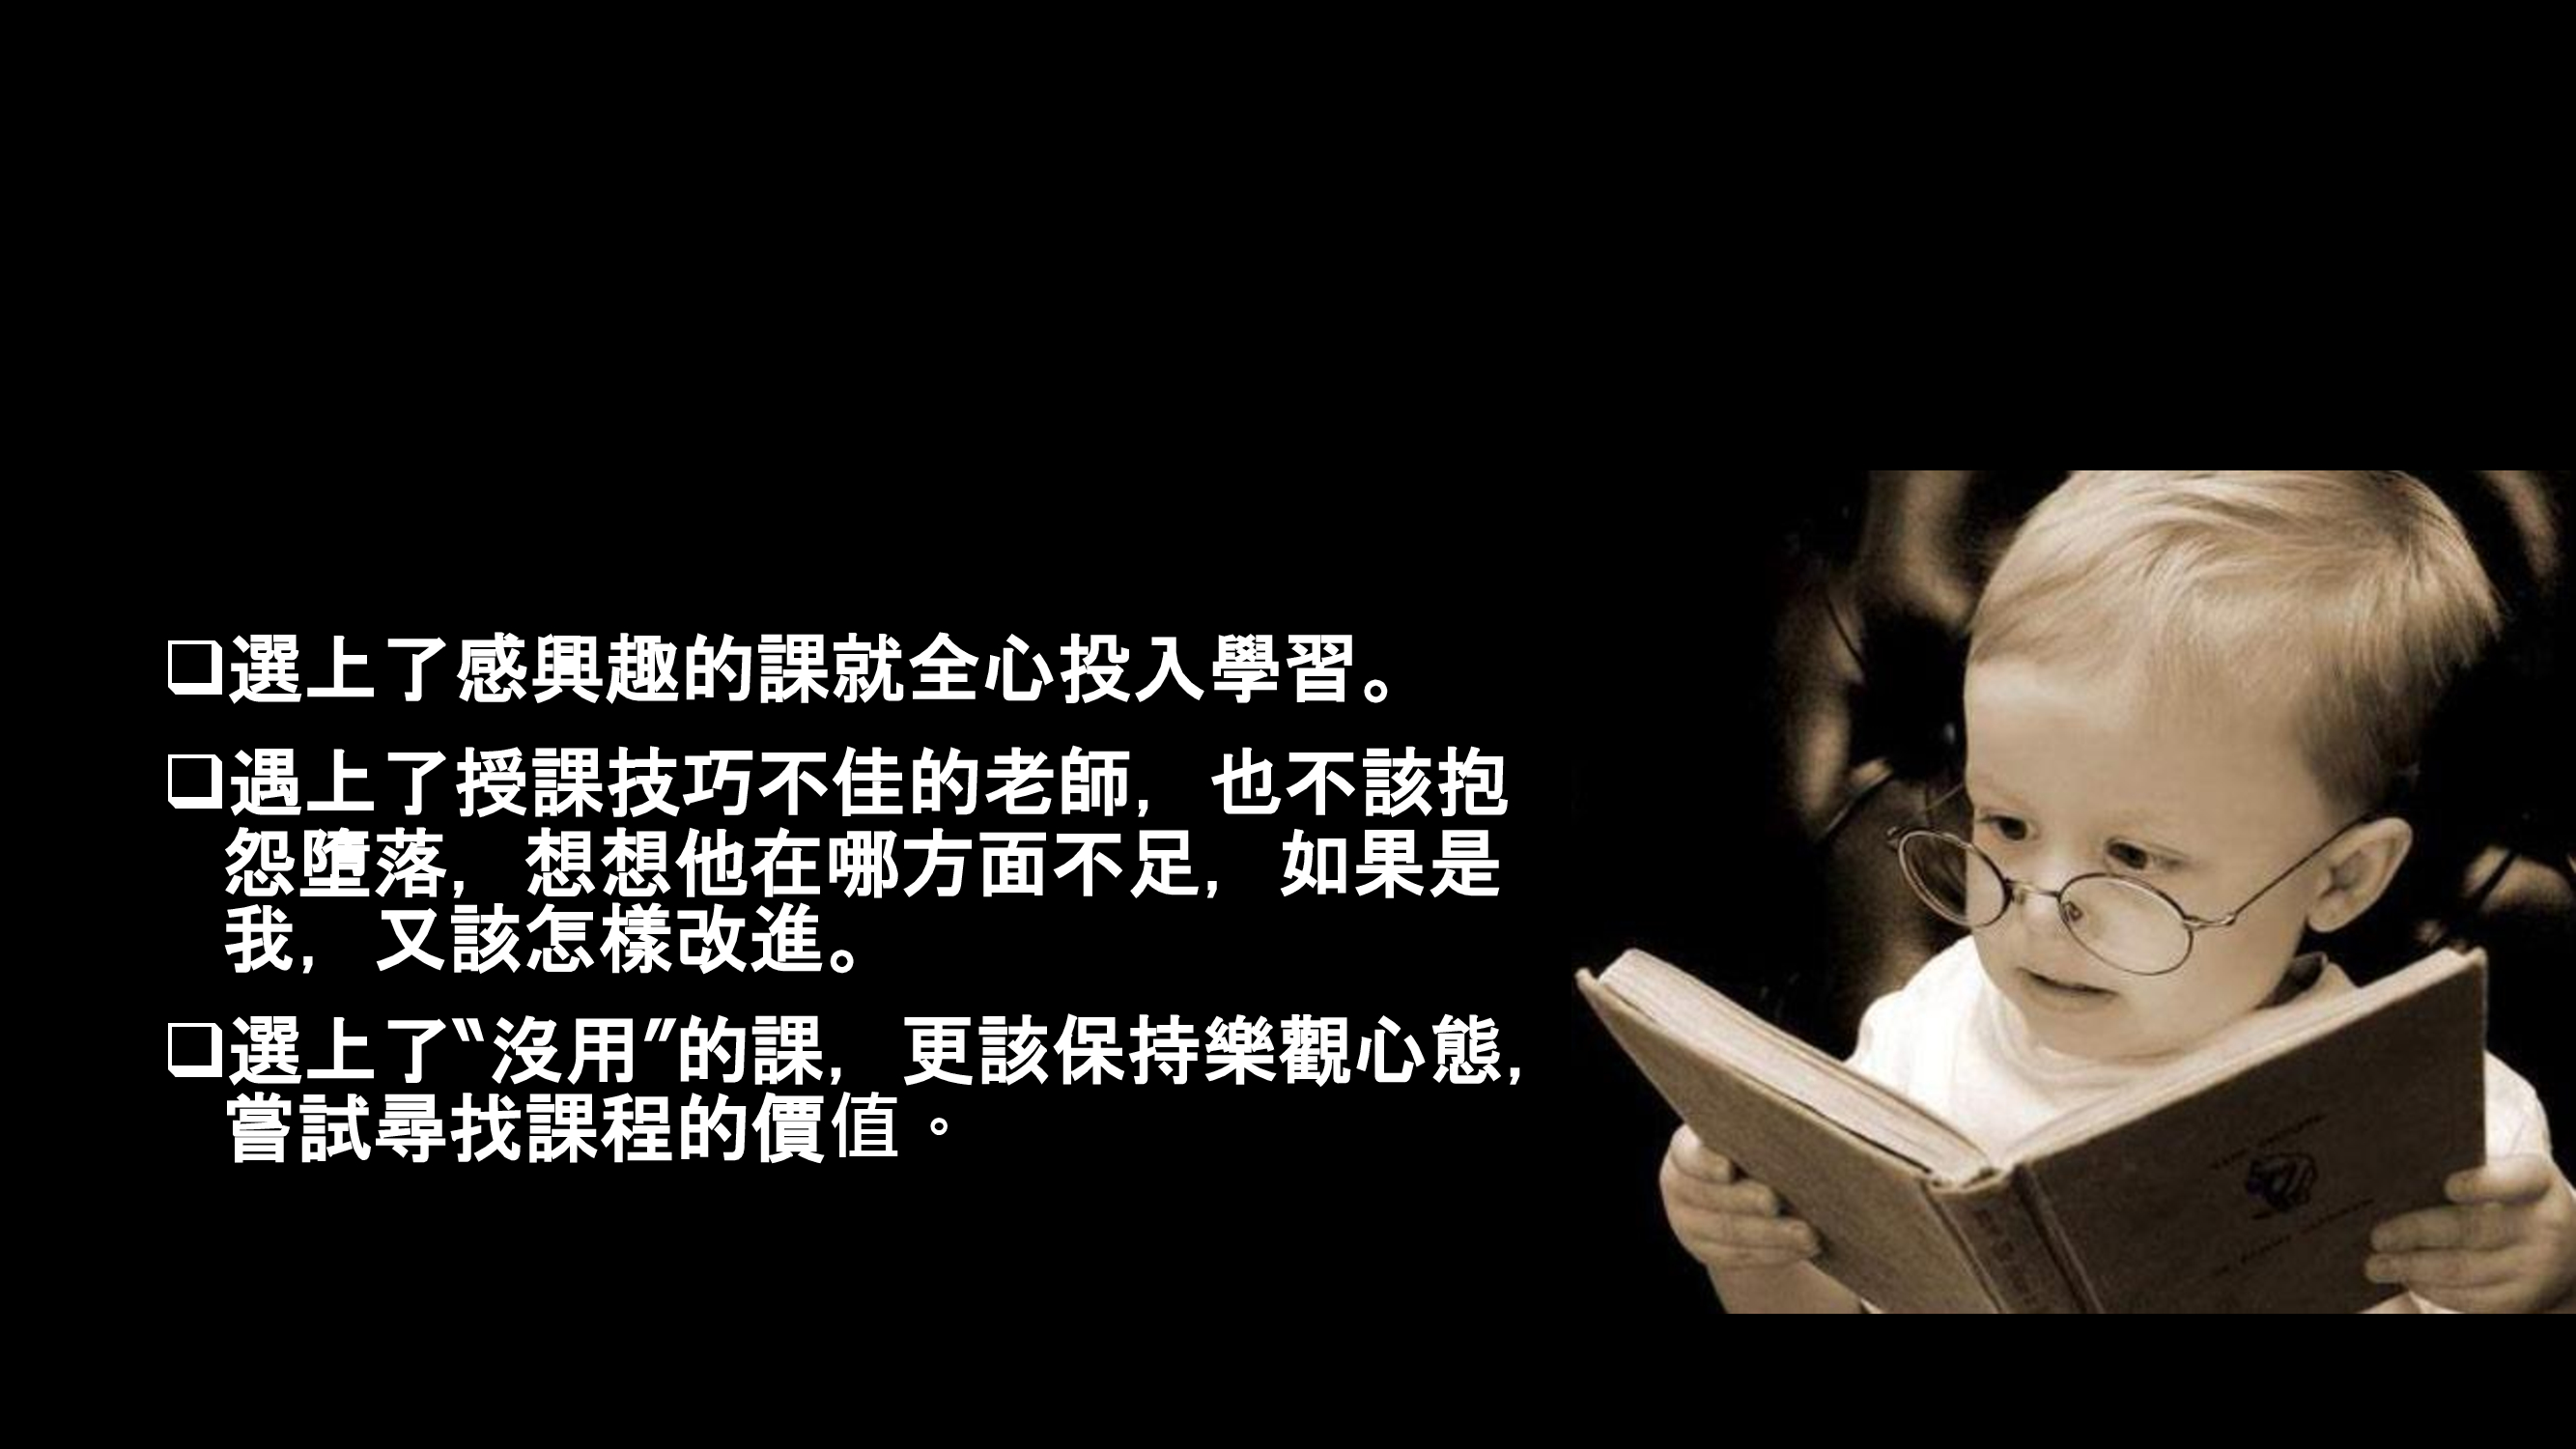 ❑選上了感興趣的課就全心投入學習。
❑遇上了授課技巧不佳的老師，也不該抱
怨墮落，想想他在哪方面不足，如果是
我，又該怎樣改進。
❑選上了“沒用”的課，更該保持樂觀心態，
嘗試尋找課程的價值。